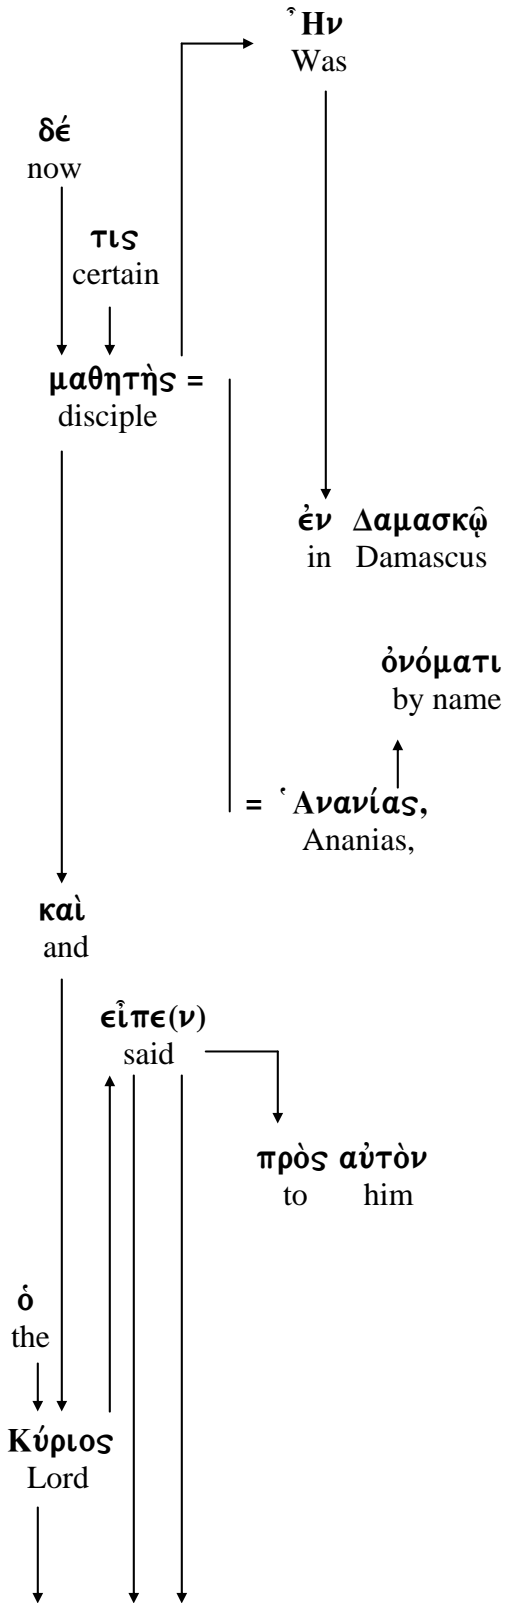 Ἦν
Was
δέ
now
τις
certain
μαθητὴς =
disciple
ἐν Δαμασκῷ
in Damascus
ὀνόματι
by name
= Ἁνανίας,
Ananias,
καὶ
and
εἶπε(ν)
said
πρὸς αὐτὸν
to him
ὁ
the
Κύριος
Lord